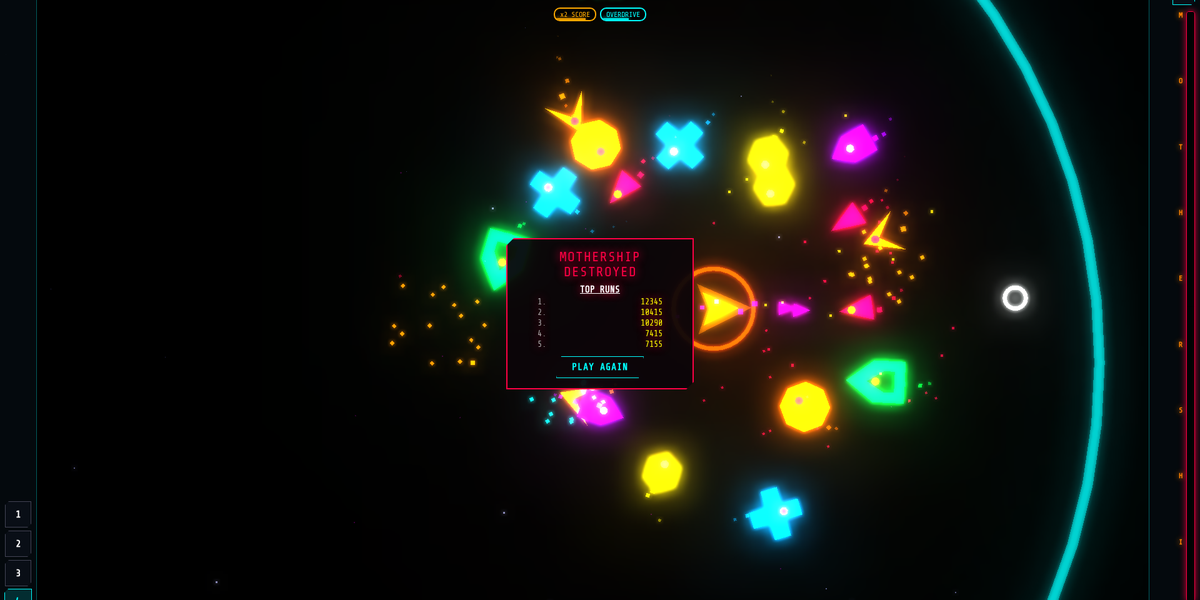 x2 SCORE OVERDRIVE
MOTHERSHIP
DESTROYED
TOP RUNS
1. 12345
2. 10415
3. 10290
4. 7415
5. 7155
PLAY AGAIN
1
2
3
M
O
T
H
E
R
S
H
I